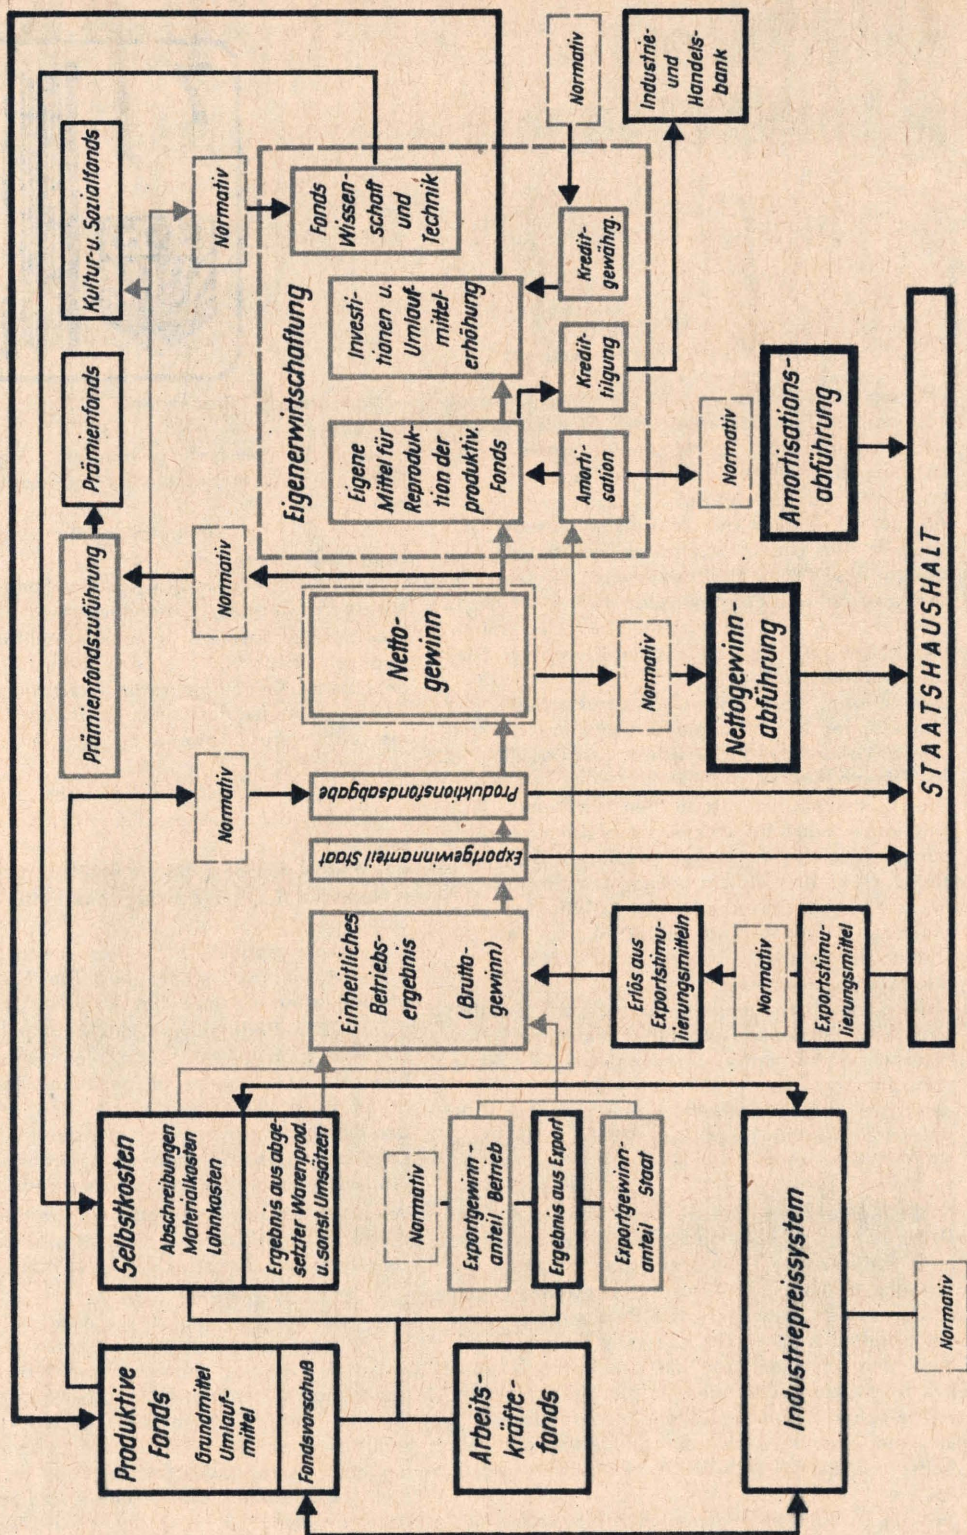 Produktive
Fonds
Grundmittel
Umlauf-
mittel
Fondsvorschuß
Arbeits-
kräfte-
fonds
Selbstkosten
Abschreibungen
Materialkosten
Lohnkosten
Ergebnis aus abge-
setzter Warenprod.
u. sonst. Umsätzen
Normativ
Exportgewinn-
anteil, Betrieb
Ergebnis aus Export
Exportgewinn-
anteil Staat
Industriepreissystem
Normativ
Einheitliches
Betriebs-
ergebnis
(Brutto-
gewinn)
Erlös aus
Exportstimu-
lierungsmitteln
Normativ
Exportstimu-
lierungsmittel
Exportgewinnanteil Staat
Normativ
Produktionsfondsabgabe
Netto-
gewinn
Normativ
Nettogewinn-
abführung
Prämienfondszuführung
Normativ
Prämienfonds
Kultur- u. Sozialfonds
Normativ
Eigenerwirtschaftung
Eigene
Mittel für
Reproduk-
tion der
produktiv.
Fonds
Amorti-
sation
Normativ
Amortisations-
abführung
Investi-
tionen u.
Umlauf-
mittel-
erhöhung
Kredit-
tilgung
Kredit-
gewährg.
Fonds
Wissen-
schaft
und
Technik
Normativ
Industrie-
und
Handels-
bank
STAATSHAUSHALT